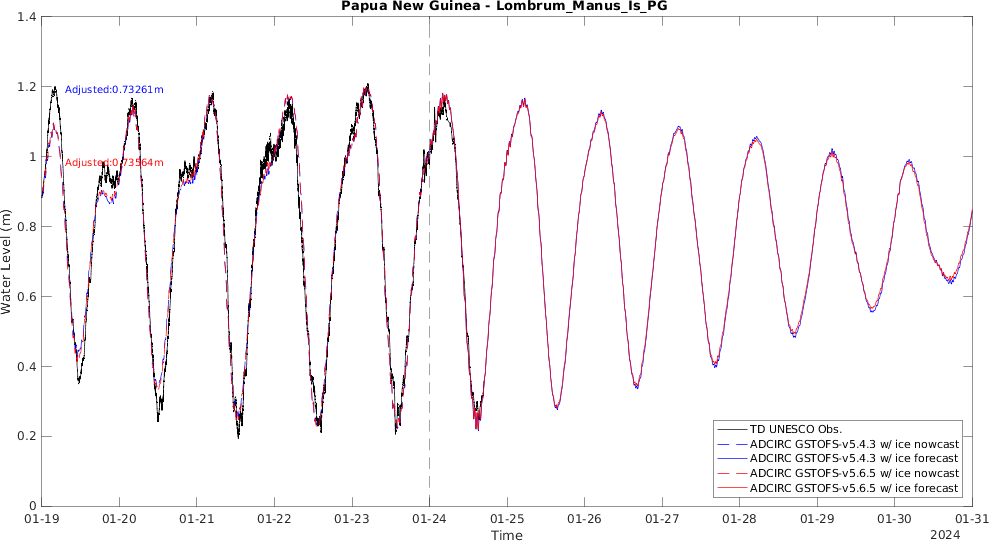 Papua New Guinea - Lombrum_Manus_Is_PG
1.4
1.2
1
0.8
0.6
0.4
0.2
0
Water Level (m)
Adjusted:0.73261m
Adjusted:0.73564m
TD UNESCO Obs.
ADCIRC GSTOFS-v5.4.3 w/ ice nowcast
ADCIRC GSTOFS-v5.4.3 w/ ice forecast
ADCIRC GSTOFS-v5.6.5 w/ ice nowcast
ADCIRC GSTOFS-v5.6.5 w/ ice forecast
01-19 01-20 01-21 01-22 01-23 01-24 01-25 01-26 01-27 01-28 01-29 01-30 01-31
Time
2024